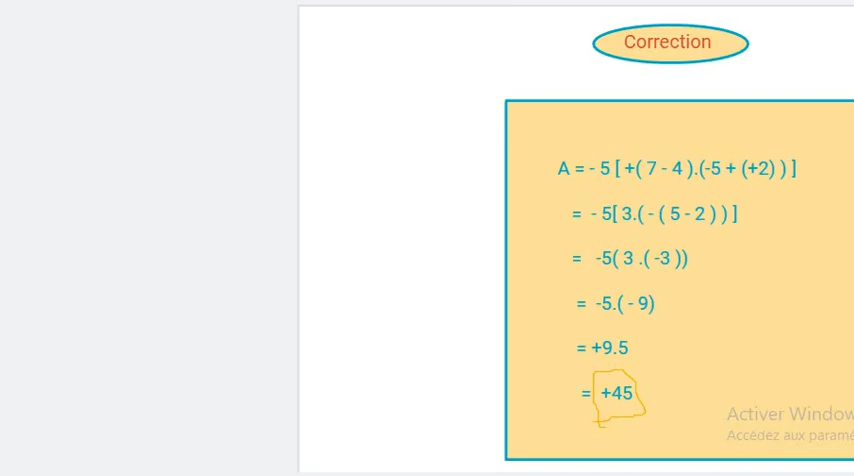 Correction
A = - 5 [ +( 7 - 4 ).(-5 + (+2) ) ]
= - 5[ 3.( - ( 5 - 2 ) ) ]
= -5( 3 .( -3 ))
= -5.( - 9)
= +9.5
= +45
Activer Window
Accédez aux paramè